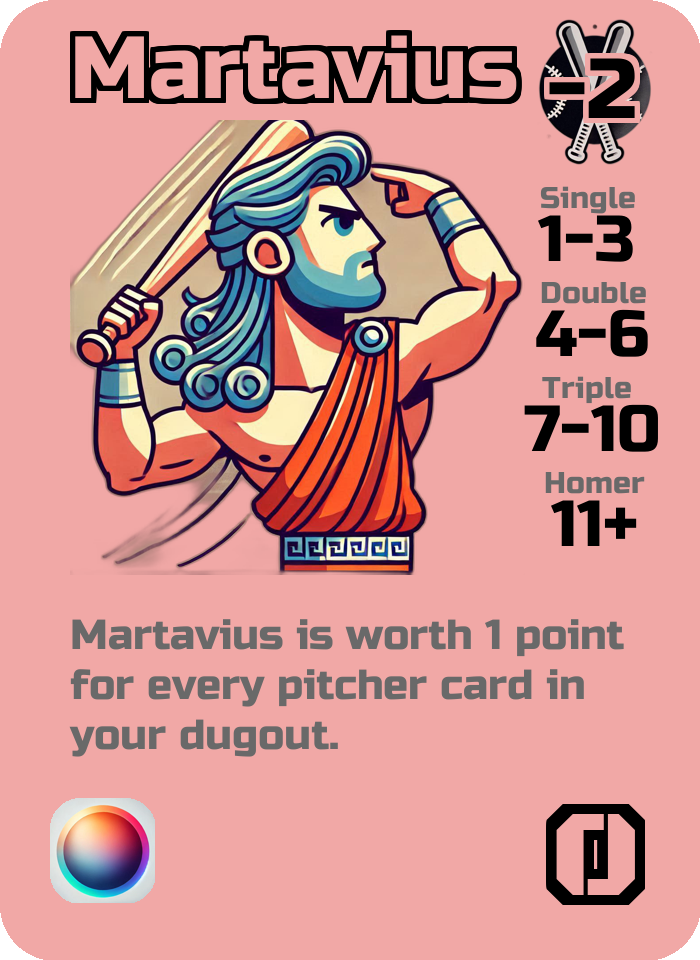 Martavius
-2
Single
1-3
Double
4-6
Triple
7-10
Homer
11+
Martavius is worth 1 point
for every pitcher card in
your dugout.